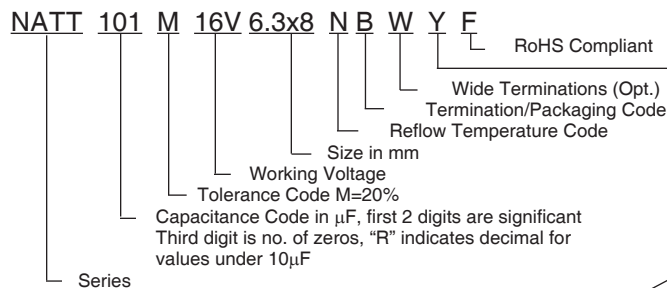 NATT 101 M 16V 6.3x8 N B W Y F
RoHS Compliant
Wide Terminations (Opt.)
Termination/Packaging Code
Reflow Temperature Code
Size in mm
Working Voltage
Tolerance Code M=20%
Capacitance Code in μF, first 2 digits are significant
Third digit is no. of zeros, “R” indicates decimal for
values under 10μF
Series